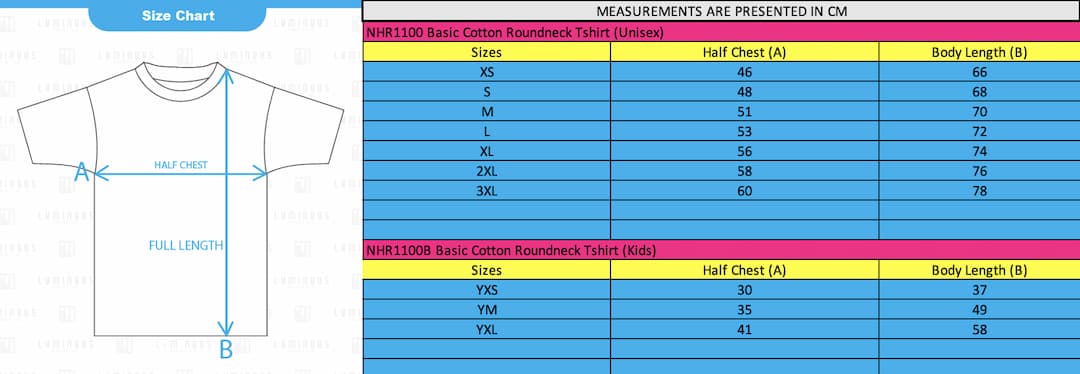 Size Chart
LUMINOUS
HALF CHEST
A
FULL LENGTH
B
MEASUREMENTS ARE PRESENTED IN CM
NHR1100 Basic Cotton Roundneck Tshirt (Unisex)
Sizes Half Chest (A) Body Length (B)
XS 46 66
S 48 68
M 51 70
L 53 72
XL 56 74
2XL 58 76
3XL 60 78
NHR1100B Basic Cotton Roundneck Tshirt (Kids)
Sizes Half Chest (A) Body Length (B)
YXS 30 37
YM 35 49
YXL 41 58